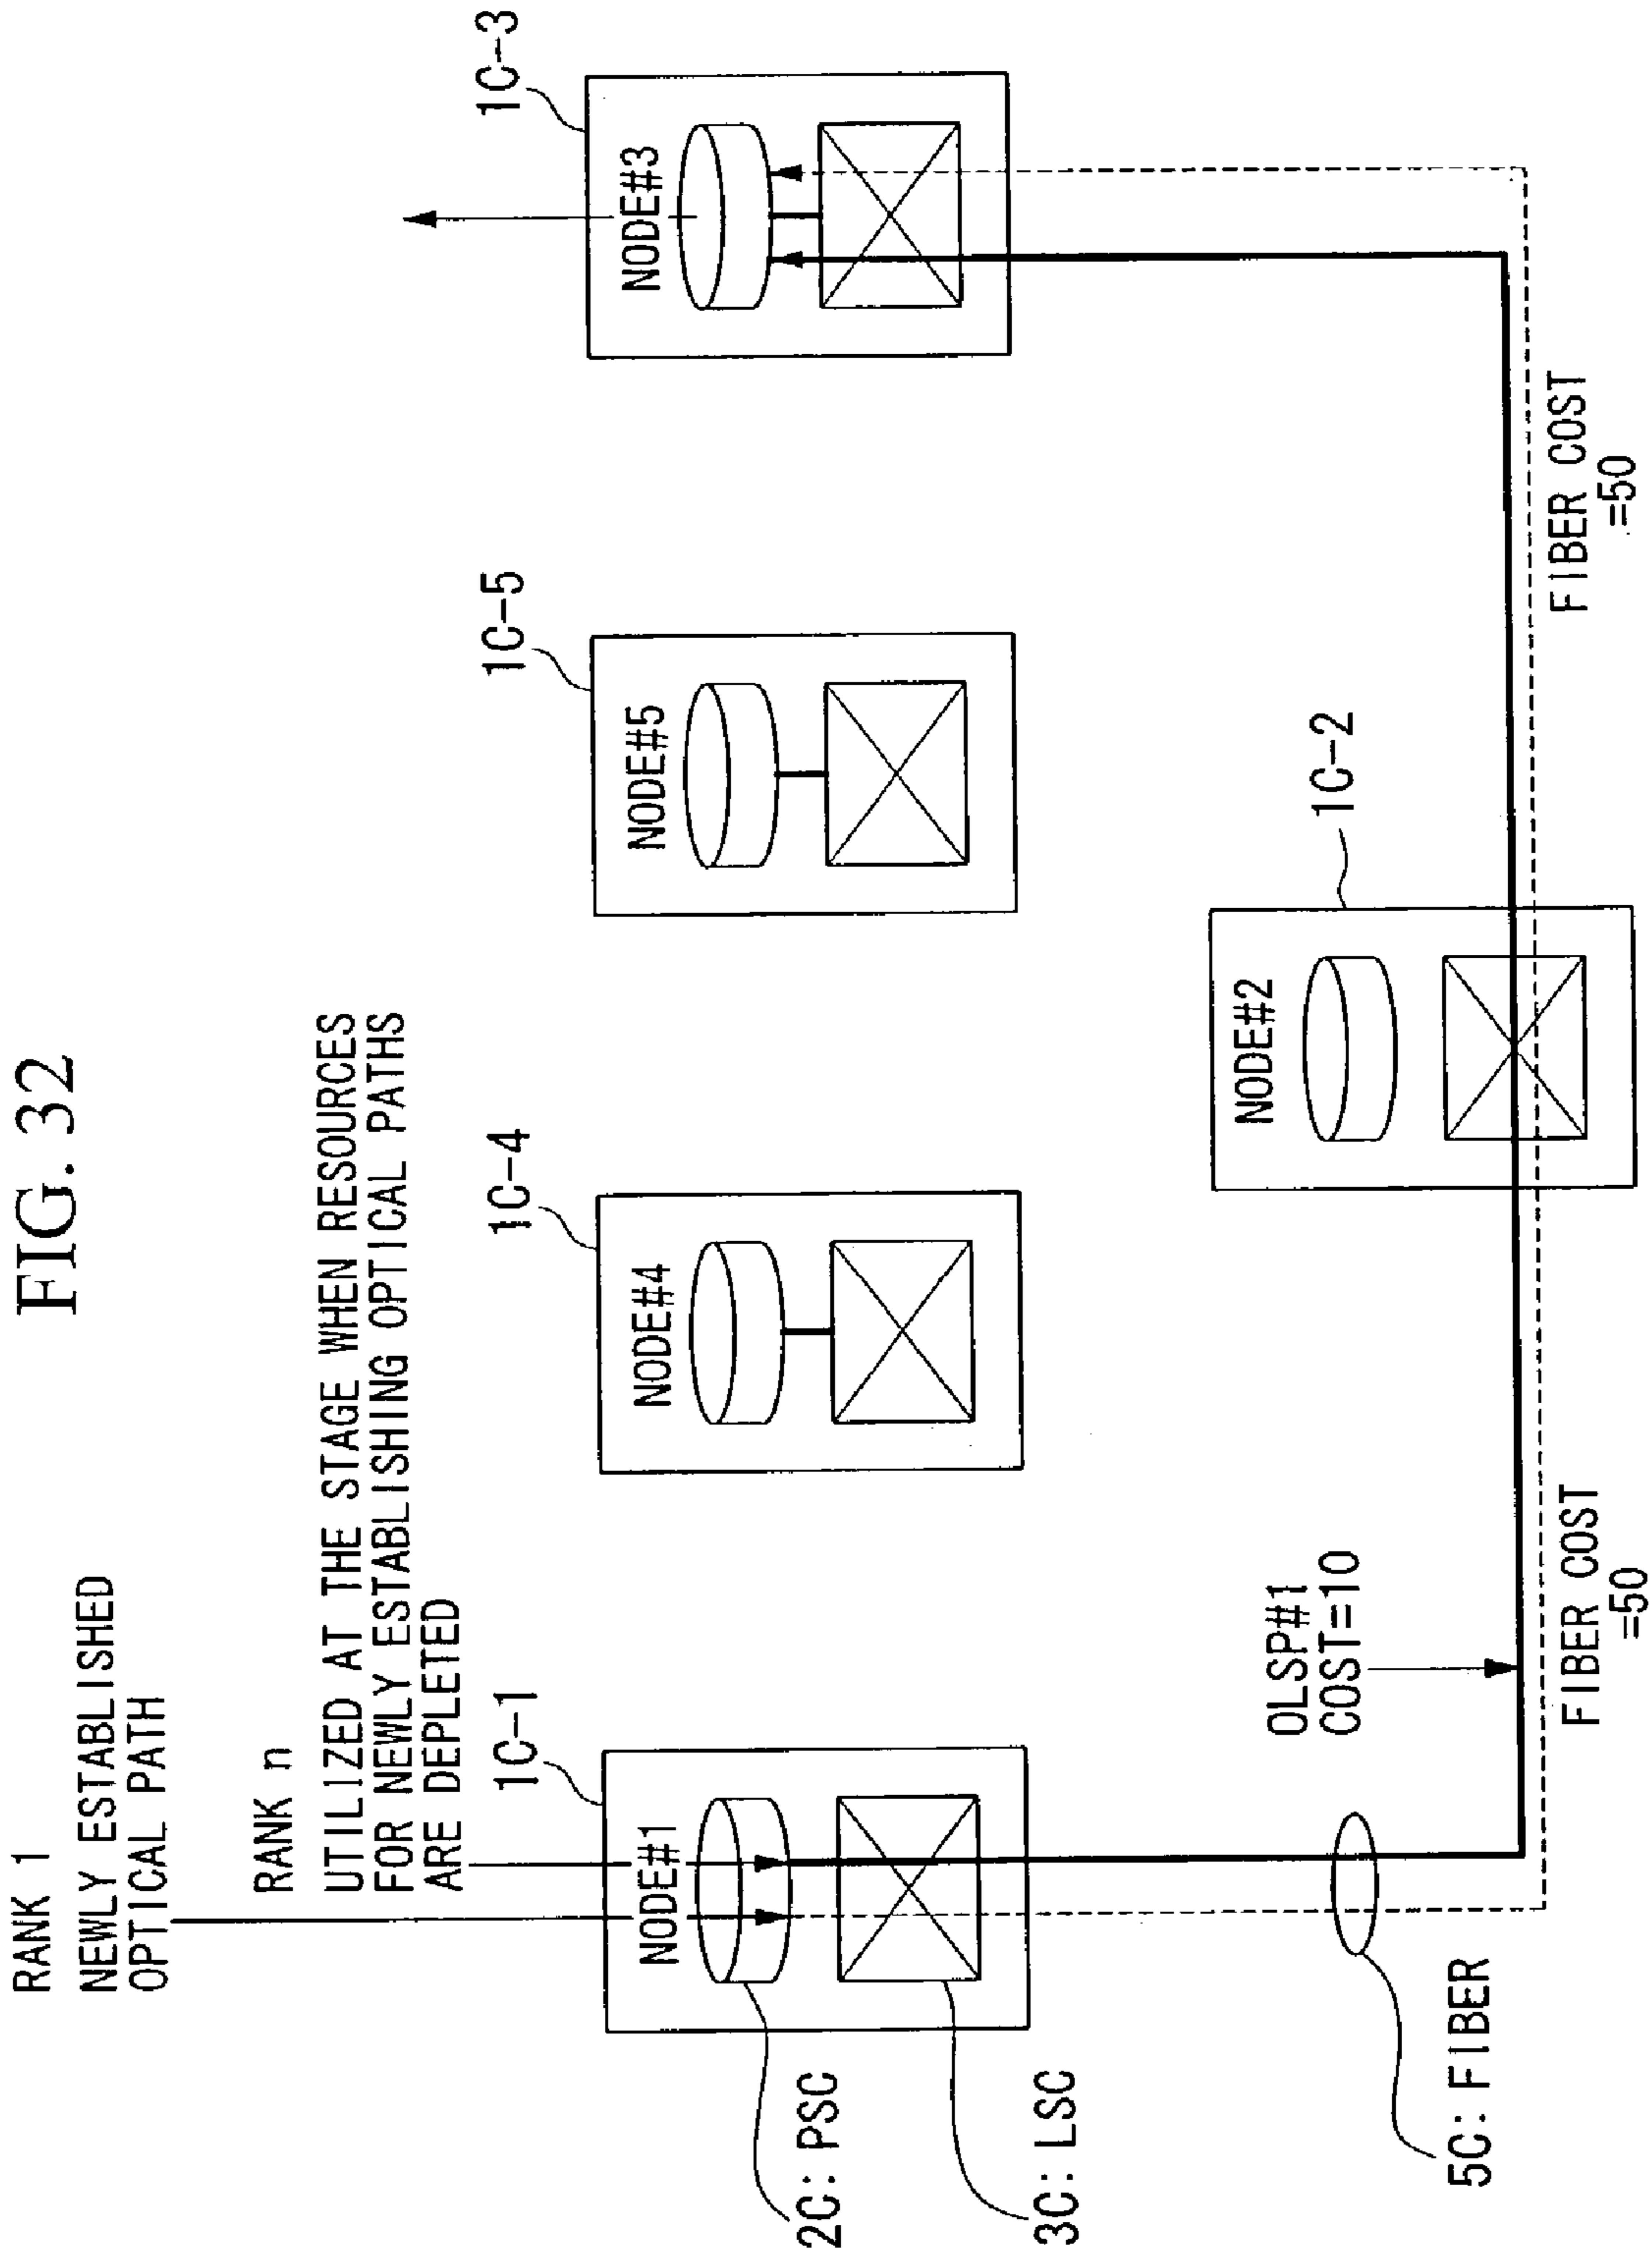 FIG. 32
RANK 1
NEWLY ESTABLISHED
OPTICAL PATH
RANK n
UTILIZED AT THE STAGE WHEN RESOURCES
FOR NEWLY ESTABLISHING OPTICAL PATHS
ARE DEPLETED
1C-1
1C-4
1C-5
1C-3
NODE#1
NODE#4
NODE#5
NODE#3
2C: PSC
3C: LSC
1C-2
NODE#2
OLSP#1
COST=10
5C: FIBER
FIBER COST
=50
FIBER COST
=50